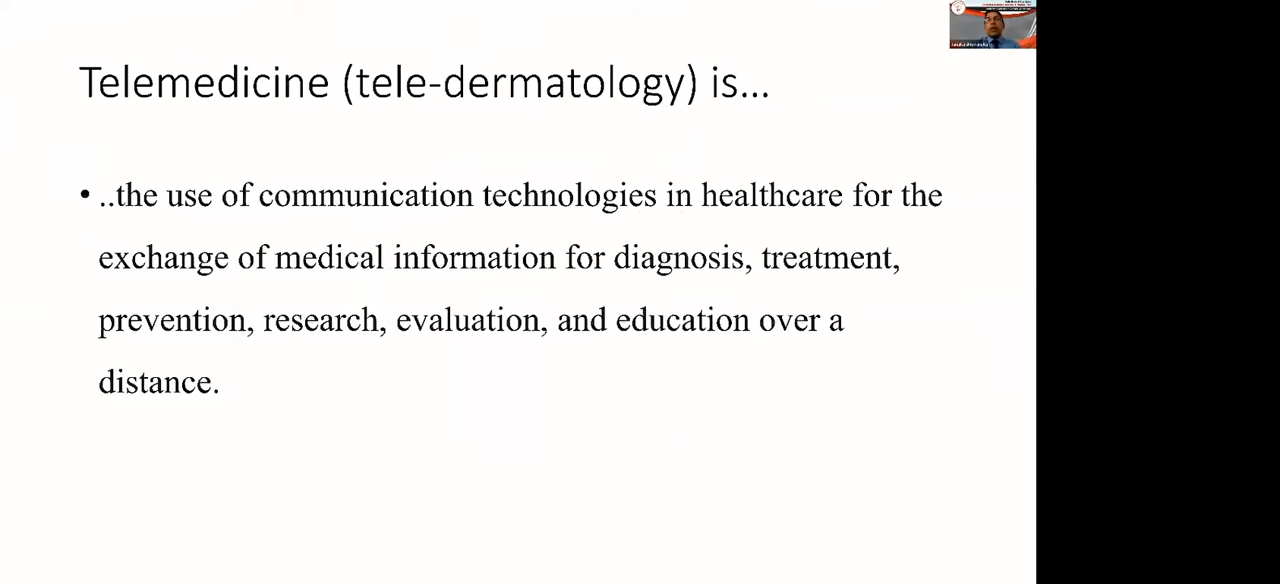 Telemedicine (tele-dermatology) is...
• ..the use of communication technologies in healthcare for the
exchange of medical information for diagnosis, treatment,
prevention, research, evaluation, and education over a
distance.